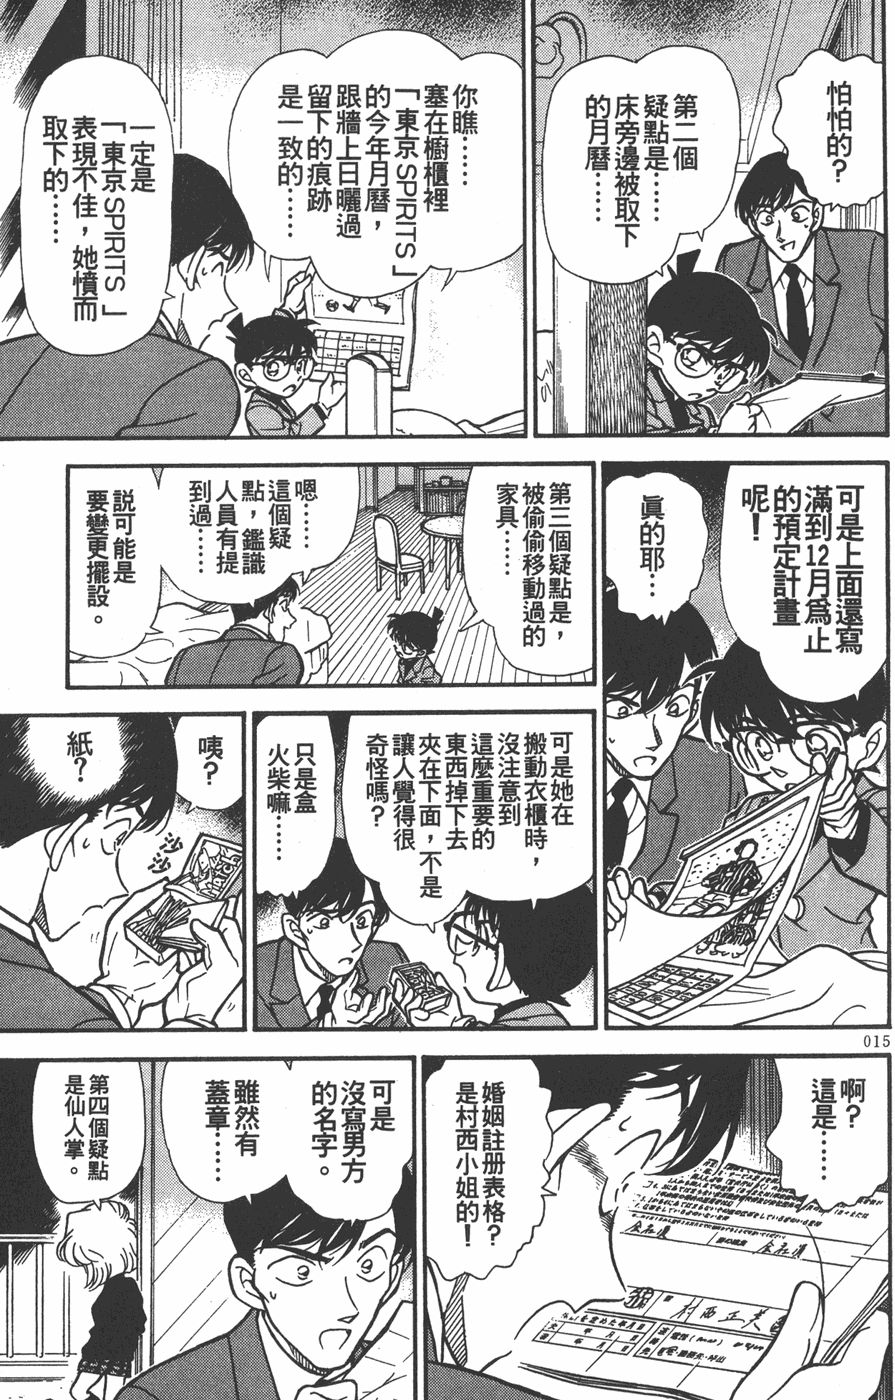 怕怕的?
第二個
疑點是……
床旁邊被取下
的月曆…
你瞧……
塞在櫥櫃裡
「東京SPIRITS」
的今年月曆，
跟牆上日曬過
留下的痕跡
是一致的……
一定是
「東京SPIRITS」
表現不佳，她憤而
取下的……
可是上面還寫
滿到12月為止
的預定計畫
呢！
真的耶…
第三個疑點是，
被偷偷移動過的
家具……
嗯……
這個疑
點，鑑識
人員有提
到過……
説可能是
要變更擺設。
可是她在
搬動衣櫃時，
沒注意到
這麼重要的
東西掉下去
夾在下面，不是
讓人覺得很
奇怪嗎？
只是盒
火柴嘛……
咦？
沙沙
紙？
015
啊？
這是……
婚姻註册表格？
是村西小姐的！
村西正美
可是
沒寫男方
的名字。
雖然有
蓋章……
第四個疑點
是仙人掌。